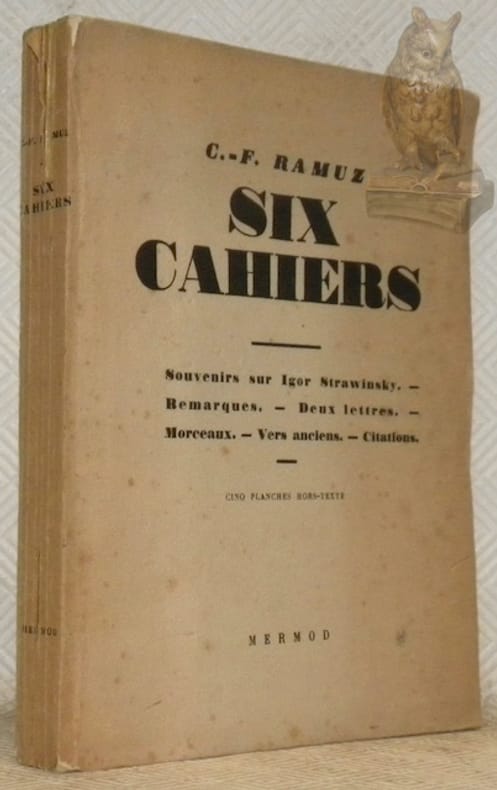 C.-F. RAMUZ
SIX
CAHIERS
Souvenirs sur Igor Strawinsky. —
Remarques. — Deux lettres. —
Morceaux. — Vers anciens. — Citations.
CINQ PLANCHES HORS-TEXTE
MERMOD
C.-F. RAMUZ
SIX
CAHIERS
MERMOD